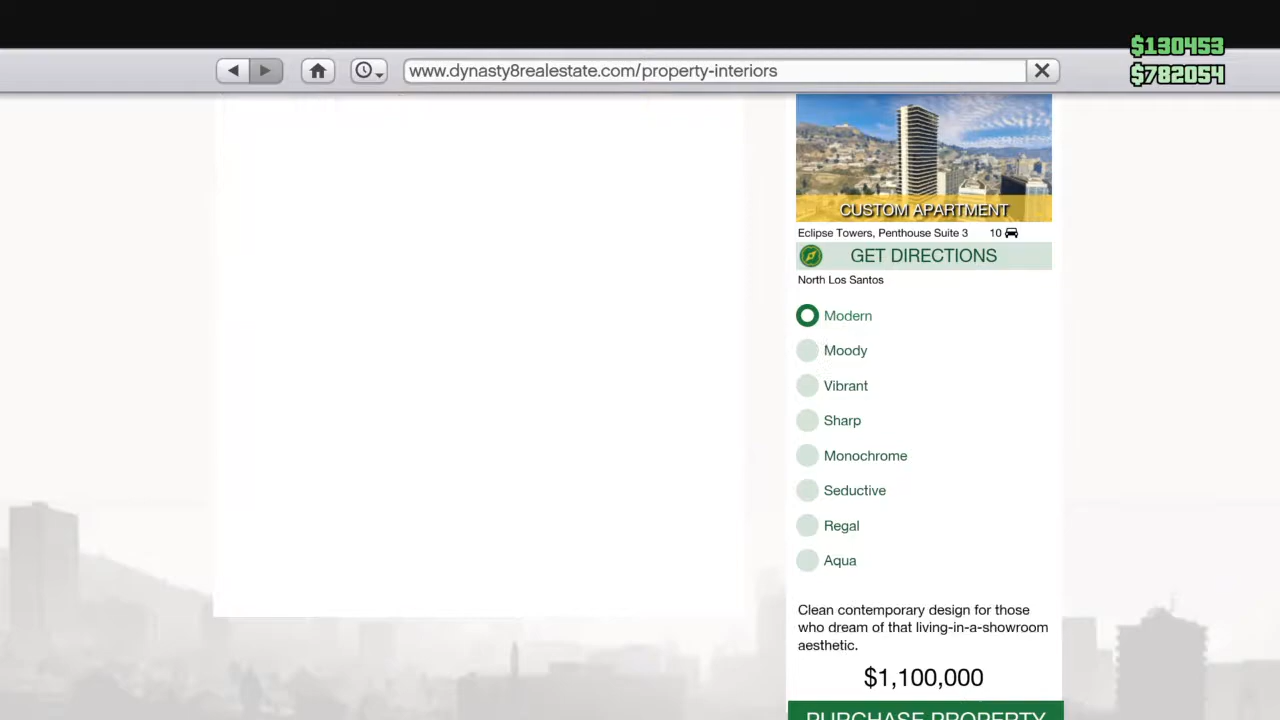 $130453
www.dynasty8realestate.com/property-interiors
$782054
CUSTOM APARTMENT
Eclipse Towers, Penthouse Suite 3 10
GET DIRECTIONS
North Los Santos
Modern
Moody
Vibrant
Sharp
Monochrome
Seductive
Regal
Aqua
Clean contemporary design for those
who dream of that living-in-a-showroom
aesthetic.
$1,100,000
PURCHASE PROPERTY